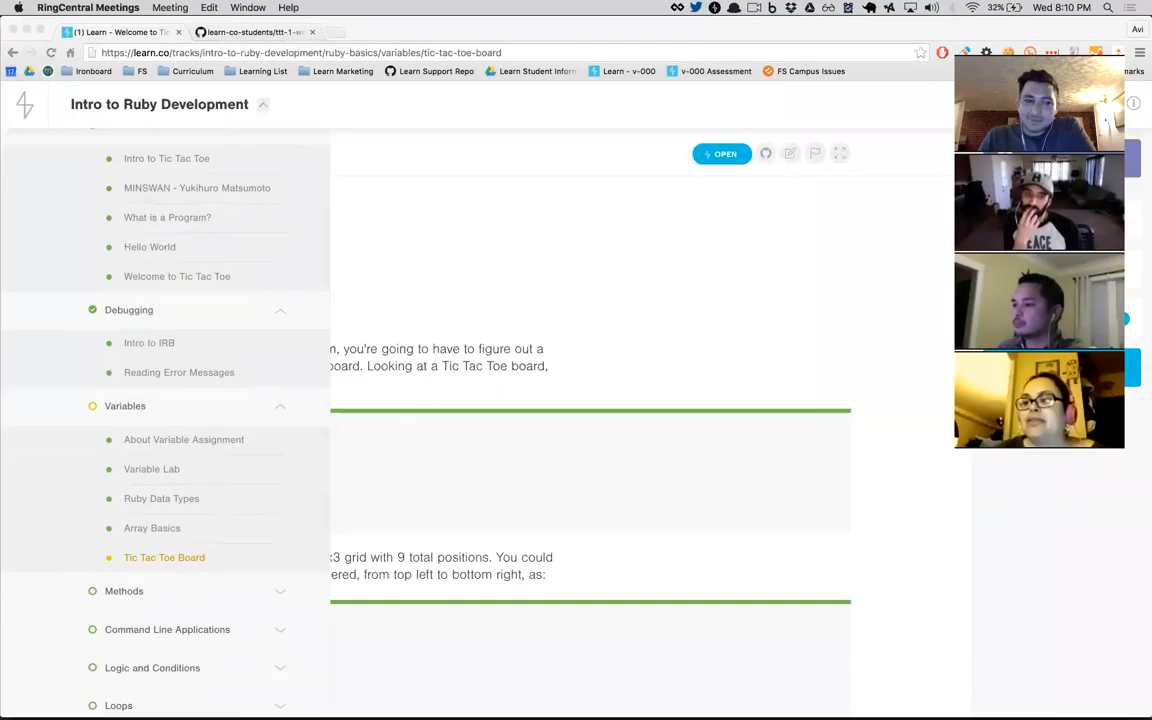 RingCentral Meetings Meeting Edit Window Help 32% Wed 8:10 PM
(1) Learn - Welcome to Tic learn-co-students/ttt-1-w Avi
https://learn.co/tracks/intro-to-ruby-development/ruby-basics/variables/tic-tac-toe-board
17 Ironboard FS Curriculum Learning List Learn Marketing Learn Support Repo Learn Student Inform Learn - v-000 v-000 Assessment FS Campus Issues marks
Intro to Ruby Development
OPEN
Intro to Tic Tac Toe
MINSWAN - Yukihiro Matsumoto
What is a Program?
Hello World
Welcome to Tic Tac Toe
Debugging
Intro to IRB
Reading Error Messages
Variables
About Variable Assignment
Variable Lab
Ruby Data Types
Array Basics
Tic Tac Toe Board
Methods
Command Line Applications
Logic and Conditions
Loops
m, you're going to have to figure out a
board. Looking at a Tic Tac Toe board,
x3 grid with 9 total positions. You could
ered, from top left to bottom right, as:
PEACE